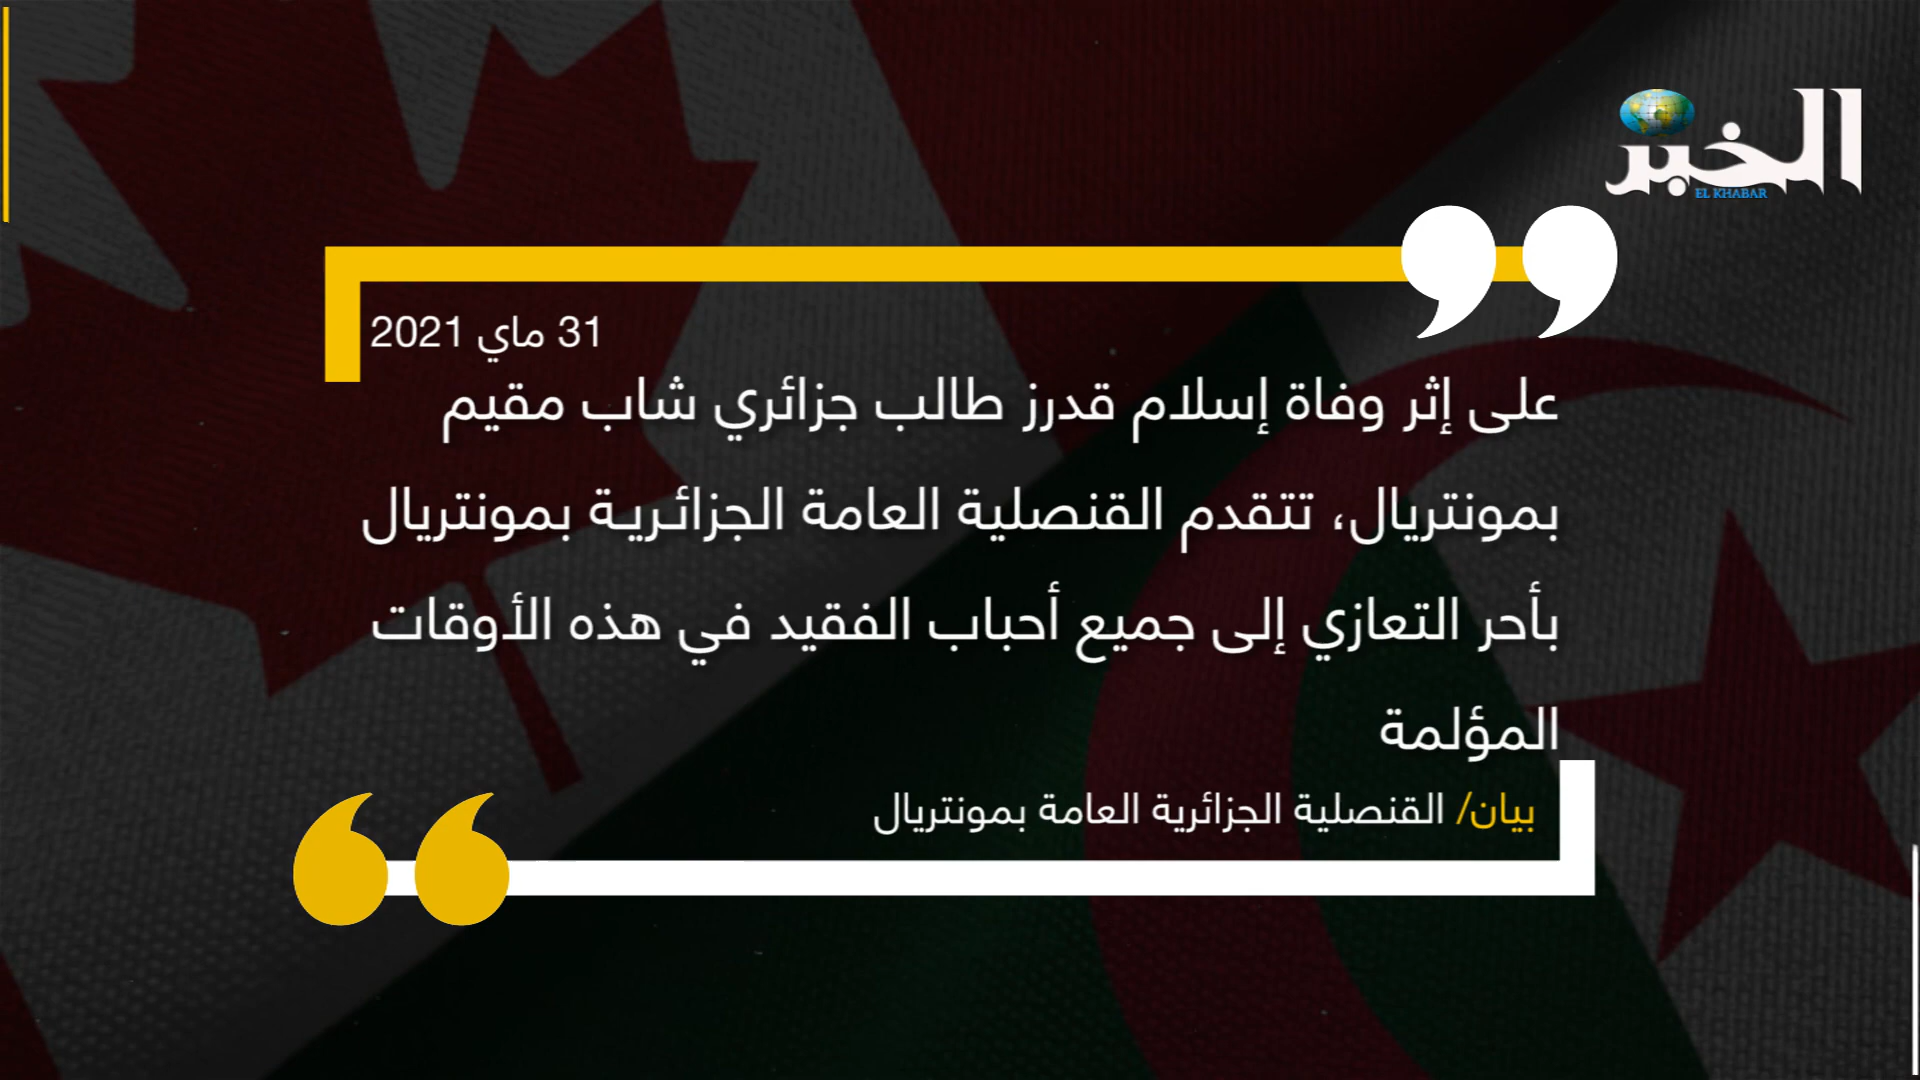 الخبر
EL KHABAR
31 ماي 2021
على إثر وفاة إسلام قدرز طالب جزائري شاب مقيم
بمونتريال، تتقدم القنصلية العامة الجزائرية بمونتريال
بأحر التعازي إلى جميع أحباب الفقيد في هذه الأوقات
المؤلمة
بيان/ القنصلية الجزائرية العامة بمونتريال